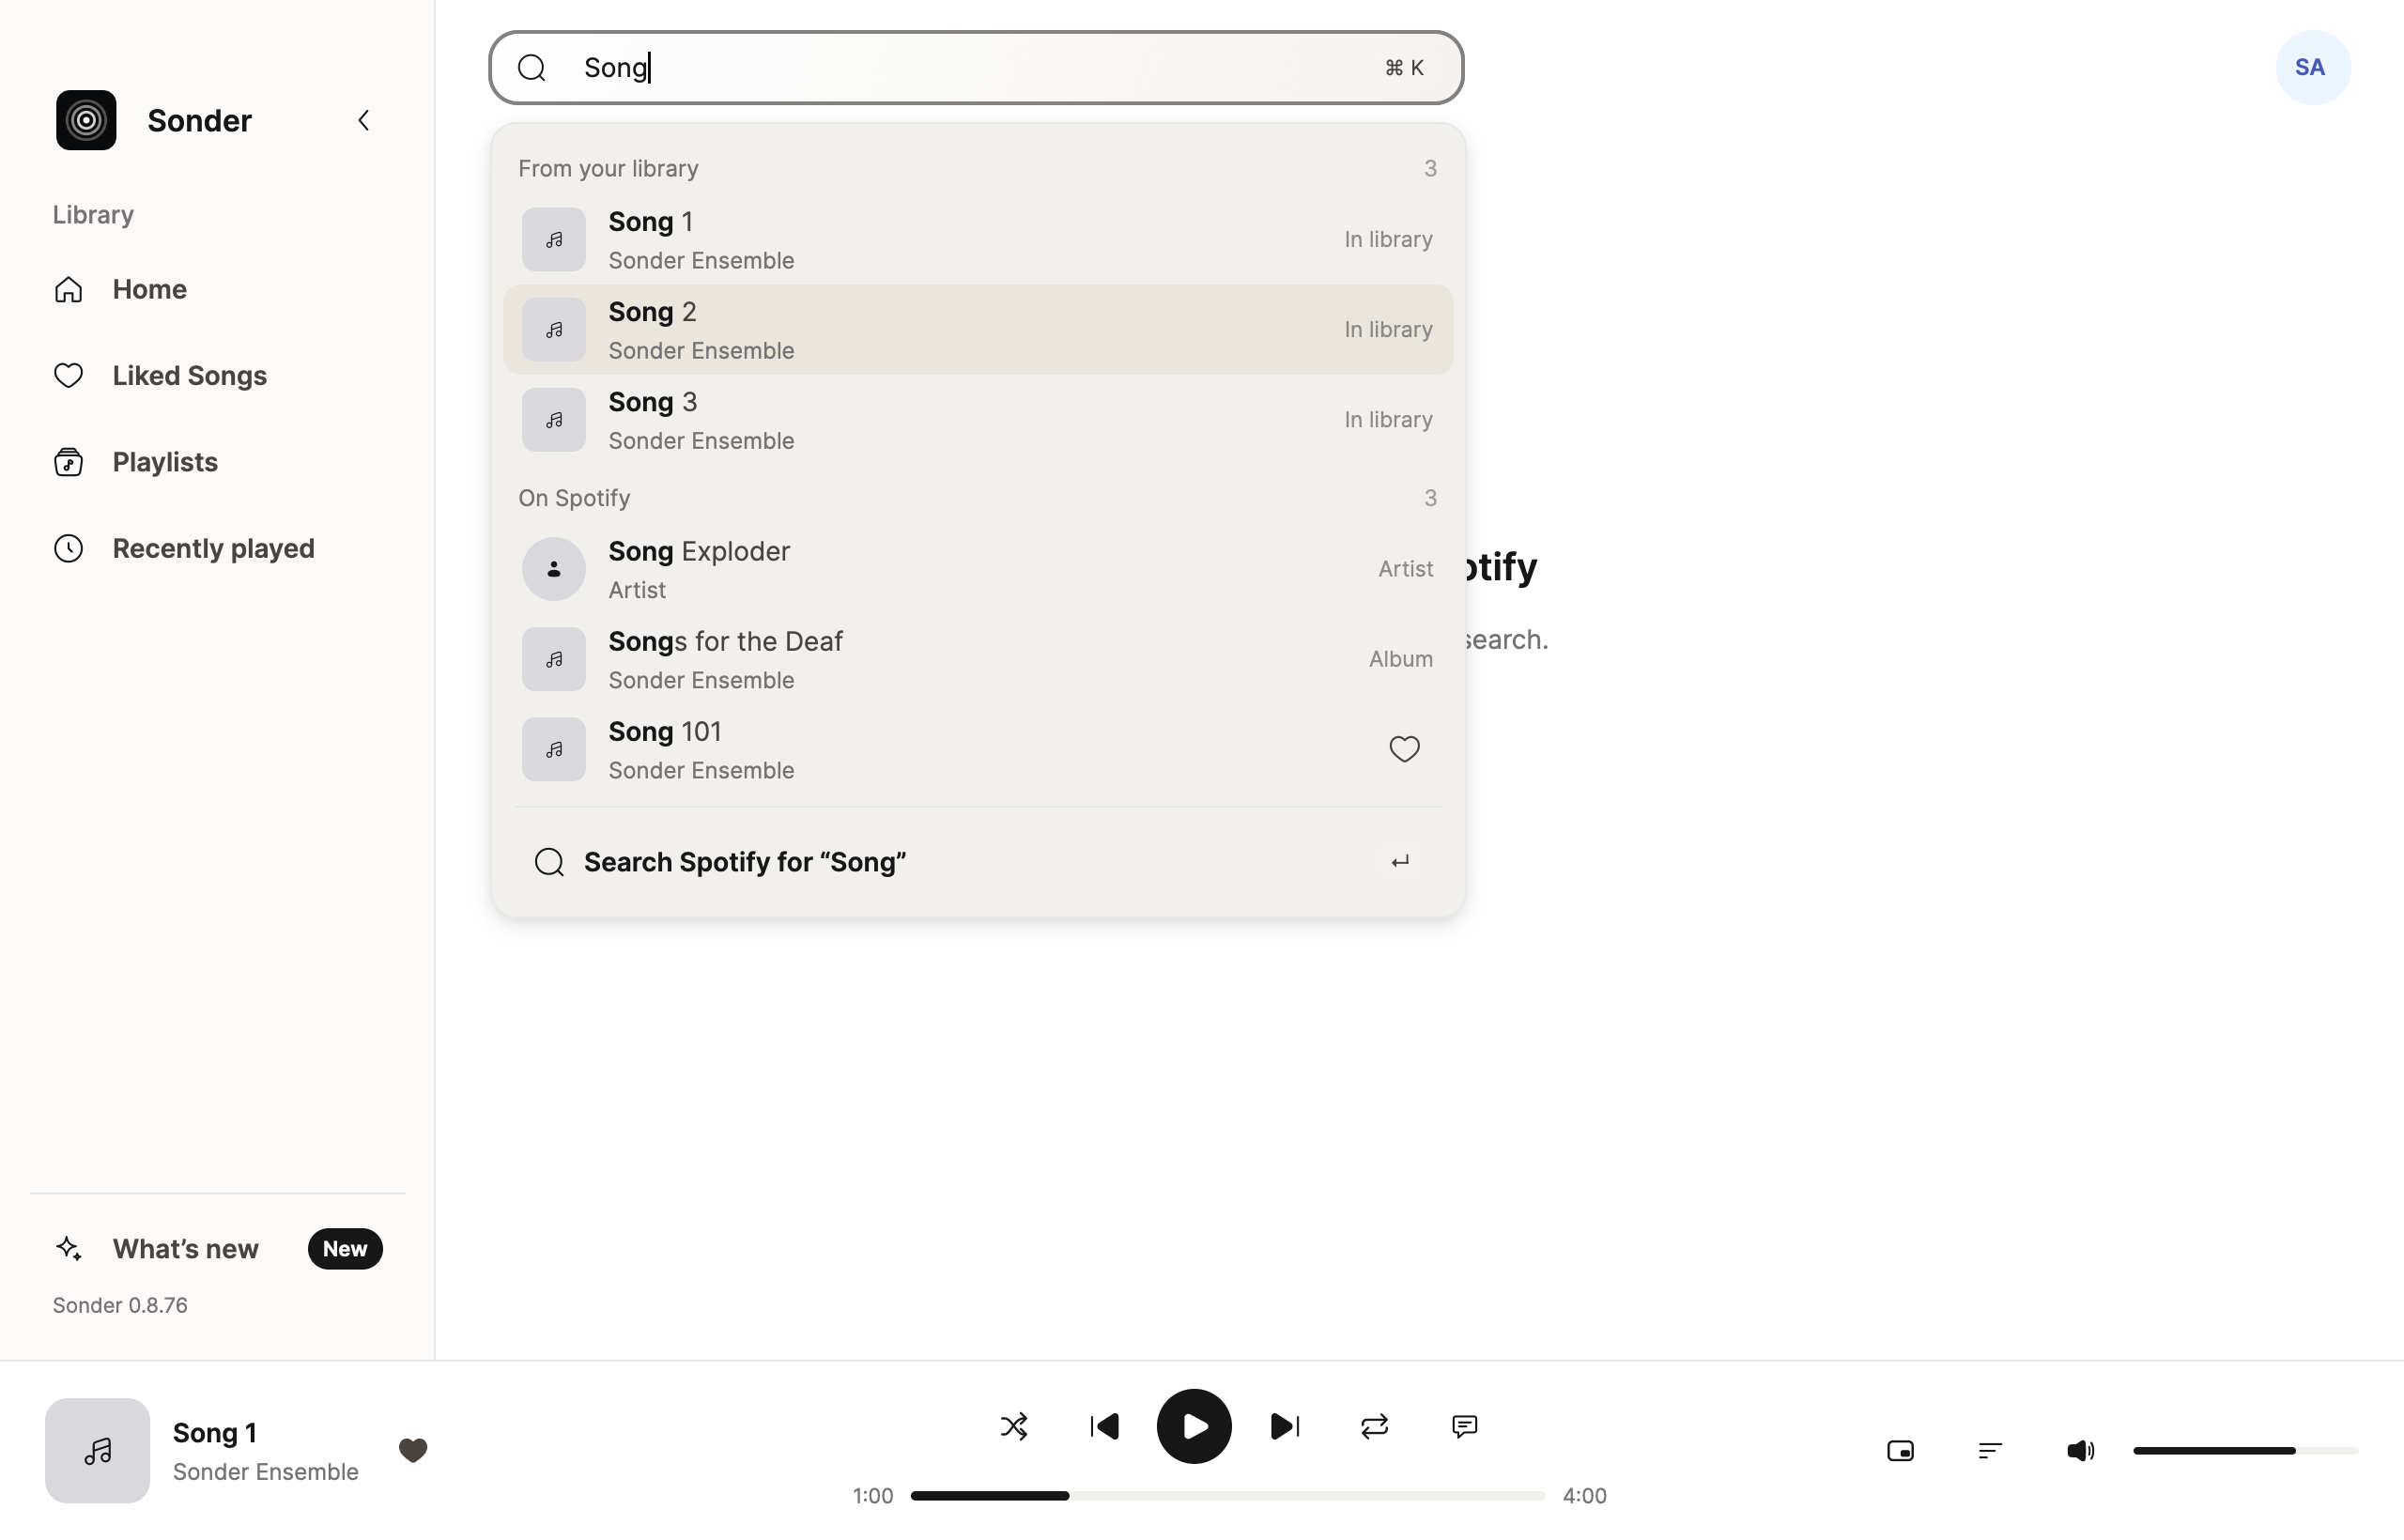 Sonder
Library
Home
Liked Songs
Playlists
Recently played
What’s new
New
Sonder 0.8.76
Song
⌘ K
SA
From your library 3
Song 1
Sonder Ensemble
In library
Song 2
Sonder Ensemble
In library
Song 3
Sonder Ensemble
In library
On Spotify 3
Song Exploder
Artist
Artist
Songs for the Deaf
Sonder Ensemble
Album
Song 101
Sonder Ensemble
Search Spotify for “Song”
search.
Song 1
Sonder Ensemble
1:00
4:00